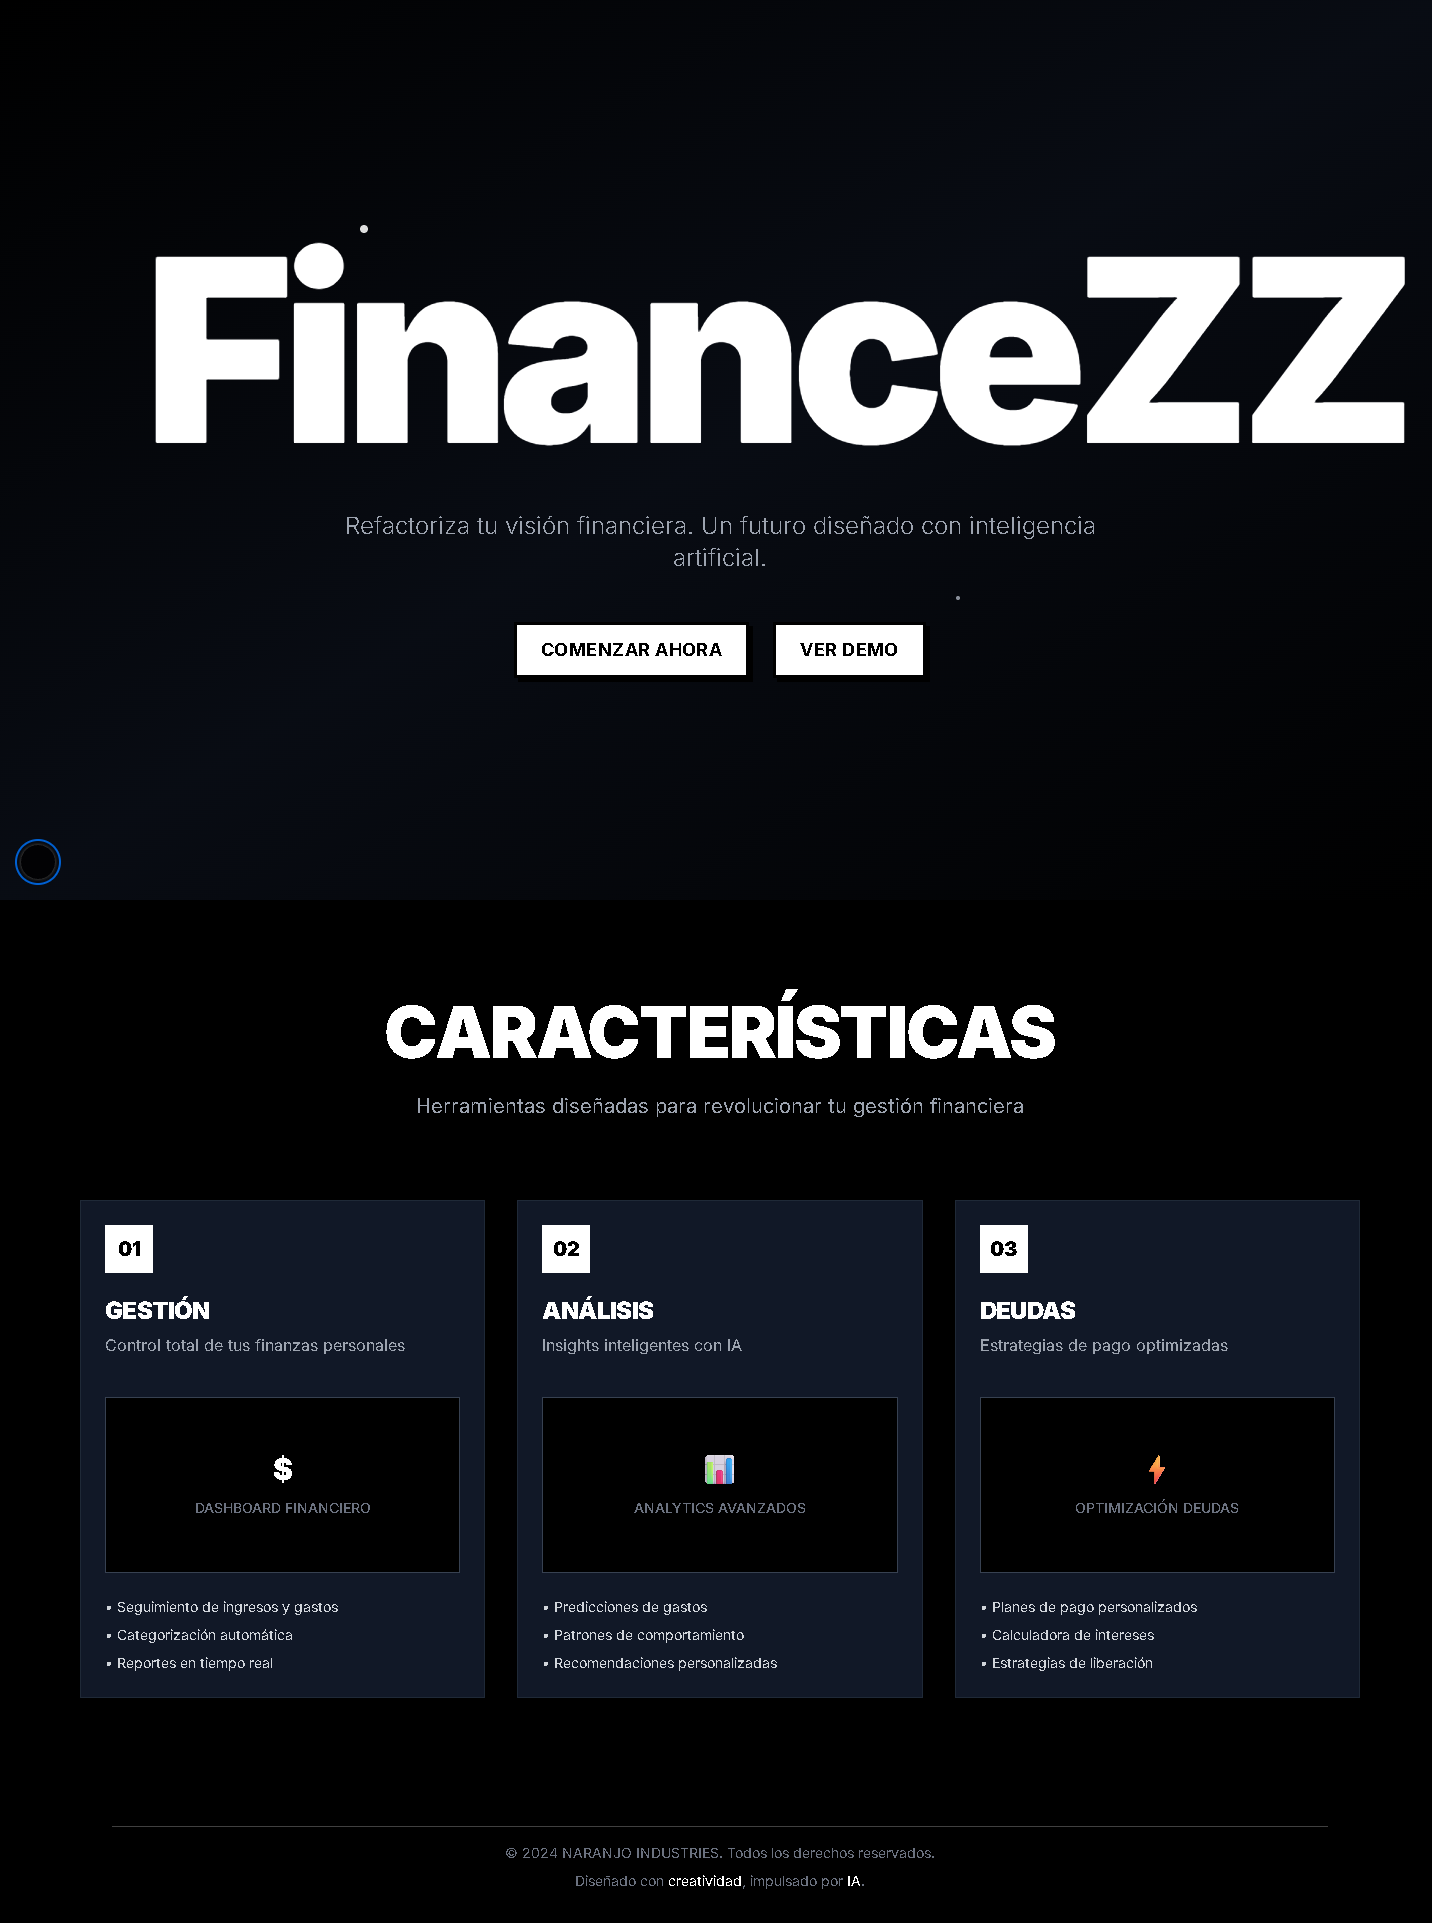 FinanceZZ
Refactoriza tu visión financiera. Un futuro diseñado con inteligencia
artificial.
COMENZAR AHORA
VER DEMO
CARACTERÍSTICAS
Herramientas diseñadas para revolucionar tu gestión financiera
01
GESTIÓN
Control total de tus finanzas personales
$
DASHBOARD FINANCIERO
• Seguimiento de ingresos y gastos
• Categorización automática
• Reportes en tiempo real
02
ANÁLISIS
Insights inteligentes con IA
ANALYTICS AVANZADOS
• Predicciones de gastos
• Patrones de comportamiento
• Recomendaciones personalizadas
03
DEUDAS
Estrategias de pago optimizadas
OPTIMIZACIÓN DEUDAS
• Planes de pago personalizados
• Calculadora de intereses
• Estrategias de liberación
© 2024 NARANJO INDUSTRIES. Todos los derechos reservados.
Diseñado con creatividad, impulsado por IA.